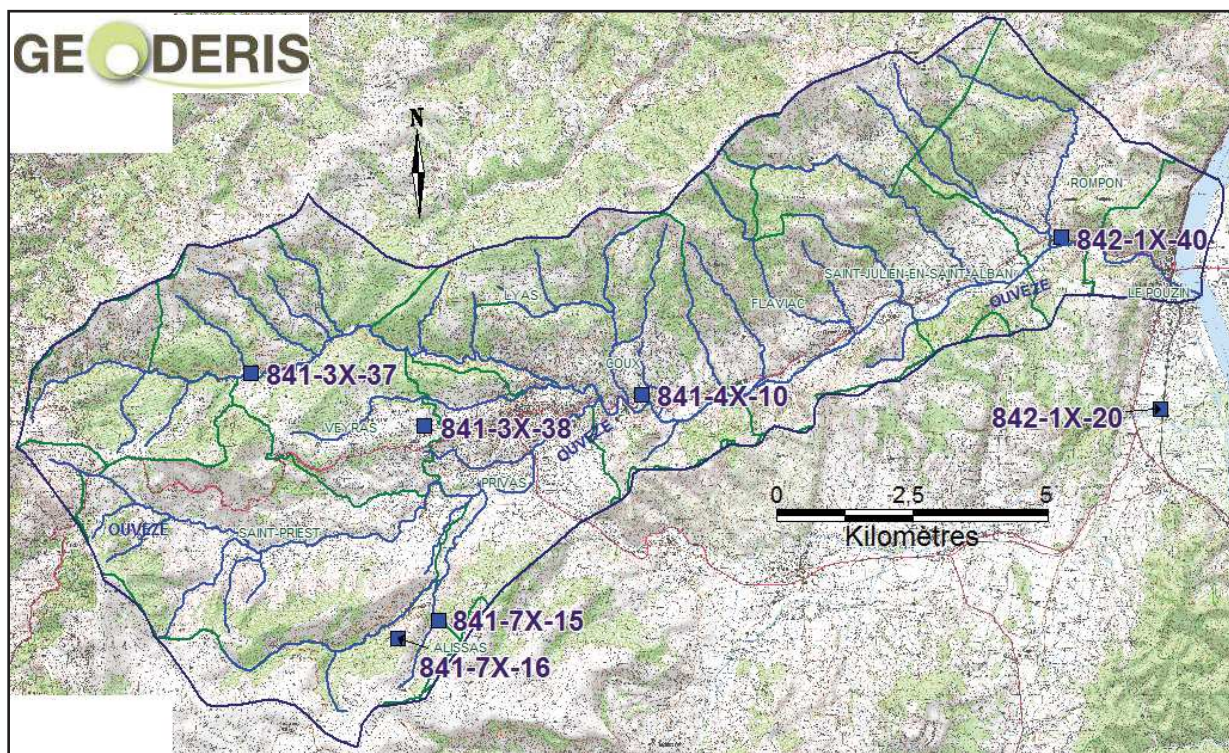 GEODERIS
N
ROMPON
842-1X-40
SAINT-JULIEN-EN-SAINT-ALBAN
OUVEZE
LE POUZIN
LYAS
FLAVIAC
COUX
841-3X-37
841-4X-10
842-1X-20
VEYRAS
841-3X-38
OUVEZE
PRIVAS
0 2.5 5
Kilomètres
OUVEZE
SAINT-PRIEST
841-7X-15
ALISSAS
841-7X-16